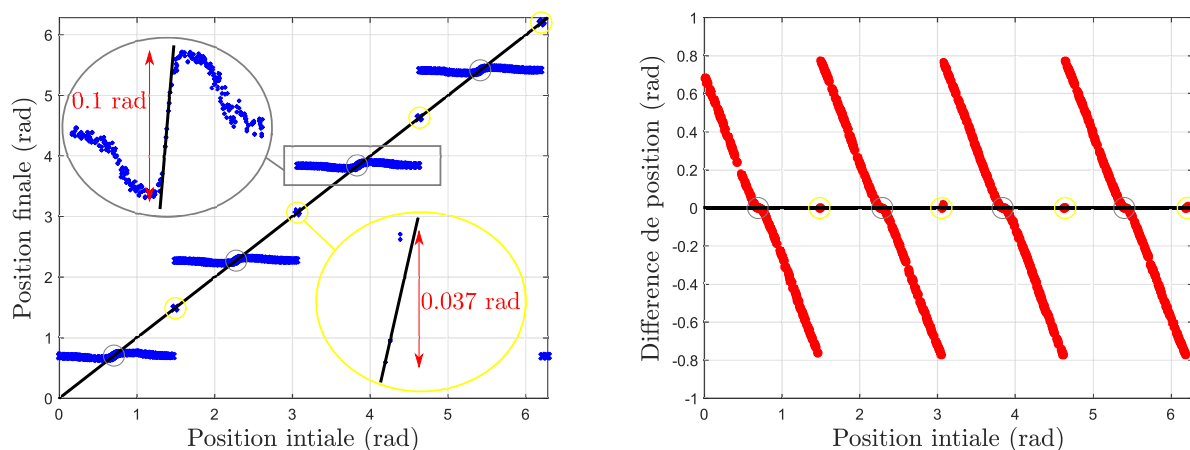 Position finale (rad)
6
5
4
3
2
1
0
0.1 rad
0.037 rad
0 1 2 3 4 5 6
Position intiale (rad)
Difference de position (rad)
1
0.8
0.6
0.4
0.2
0
-0.2
-0.4
-0.6
-0.8
-1
0 1 2 3 4 5 6
Position intiale (rad)